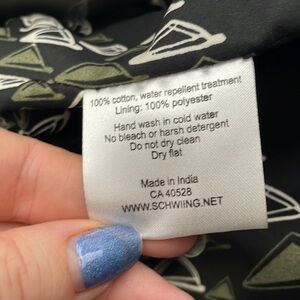 100% cotton, water repellent treatment
Lining: 100% polyester
Hand wash in cold water
No bleach or harsh detergent
Do not dry clean
Dry flat
Made in India
CA 40528
WWW.SCHWIING.NET